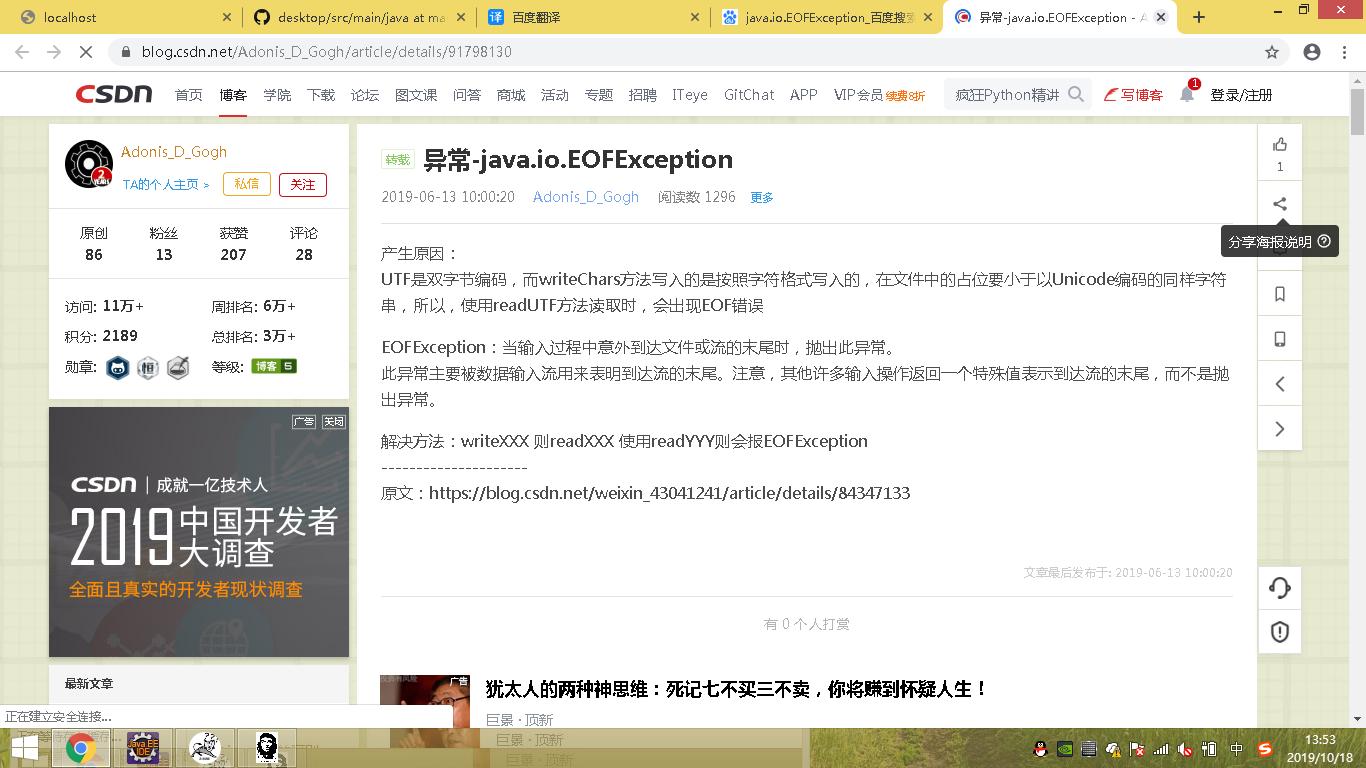 localhost
desktop/src/main/java at ma
百度翻译
java.io.EOFException_百度搜索
异常-java.io.EOFException - A
blog.csdn.net/Adonis_D_Gogh/article/details/91798130
CSDN 首页 博客 学院 下载 论坛 图文课 问答 商城 活动 专题 招聘 ITeye GitChat APP VIP会员 续费8折 疯狂Python精讲 写博客 1 登录/注册
Adonis_D_Gogh
TA的个人主页 > 私信 关注
2 YEARS
原创 粉丝 获赞 评论
86 13 207 28
访问: 11万+ 周排名: 6万+
积分: 2189 总排名: 3万+
勋章: 恒 等级: 博客 5
广告 关闭
CSDN | 成就一亿技术人
2019 中国开发者
大调查
全面且真实的开发者现状调查
最新文章
转载 异常-java.io.EOFException
2019-06-13 10:00:20 Adonis_D_Gogh 阅读数 1296 更多
产生原因：
UTF是双字节编码，而writeChars方法写入的是按照字符格式写入的，在文件中的占位要小于以Unicode编码的同样字符
串，所以，使用readUTF方法读取时，会出现EOF错误
EOFException：当输入过程中意外到达文件或流的末尾时，抛出此异常。
此异常主要被数据输入流用来表明到达流的末尾。注意，其他许多输入操作返回一个特殊值表示到达流的末尾，而不是抛
出异常。
解决方法：writeXXX 则readXXX 使用readYYY则会报EOFException
---------------------
原文：https://blog.csdn.net/weixin_43041241/article/details/84347133
文章最后发布于: 2019-06-13 10:00:20
有 0 个人打赏
广告
犹太人的两种神思维：死记七不买三不卖，你将赚到怀疑人生！
巨景 · 顶新
1
分享海报说明
正在建立安全连接...
巨景 · 顶新
巨景 · 顶新
Java EE
IDE
中
13:53
2019/10/18